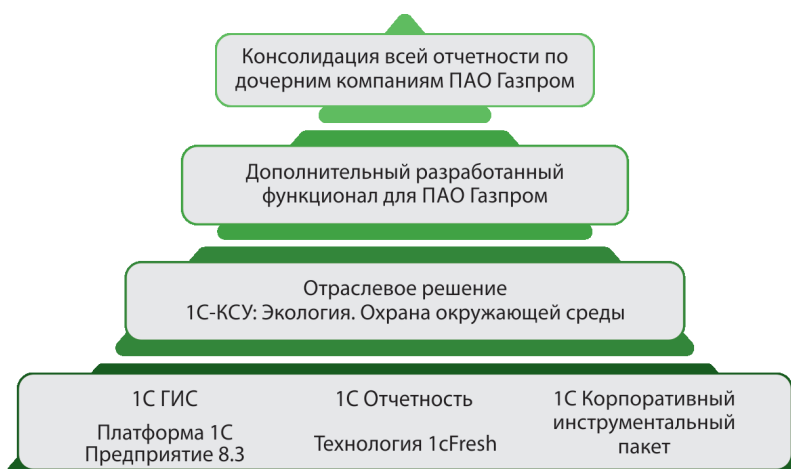 Консолидация всей отчетности по
дочерним компаниям ПАО Газпром
Дополнительный разработанный
функционал для ПАО Газпром
Отраслевое решение
1С-КСУ: Экология. Охрана окружающей среды
1С ГИС
Платформа 1С
Предприятие 8.3
1С Отчетность
Технология 1cFresh
1С Корпоративный
инструментальный
пакет